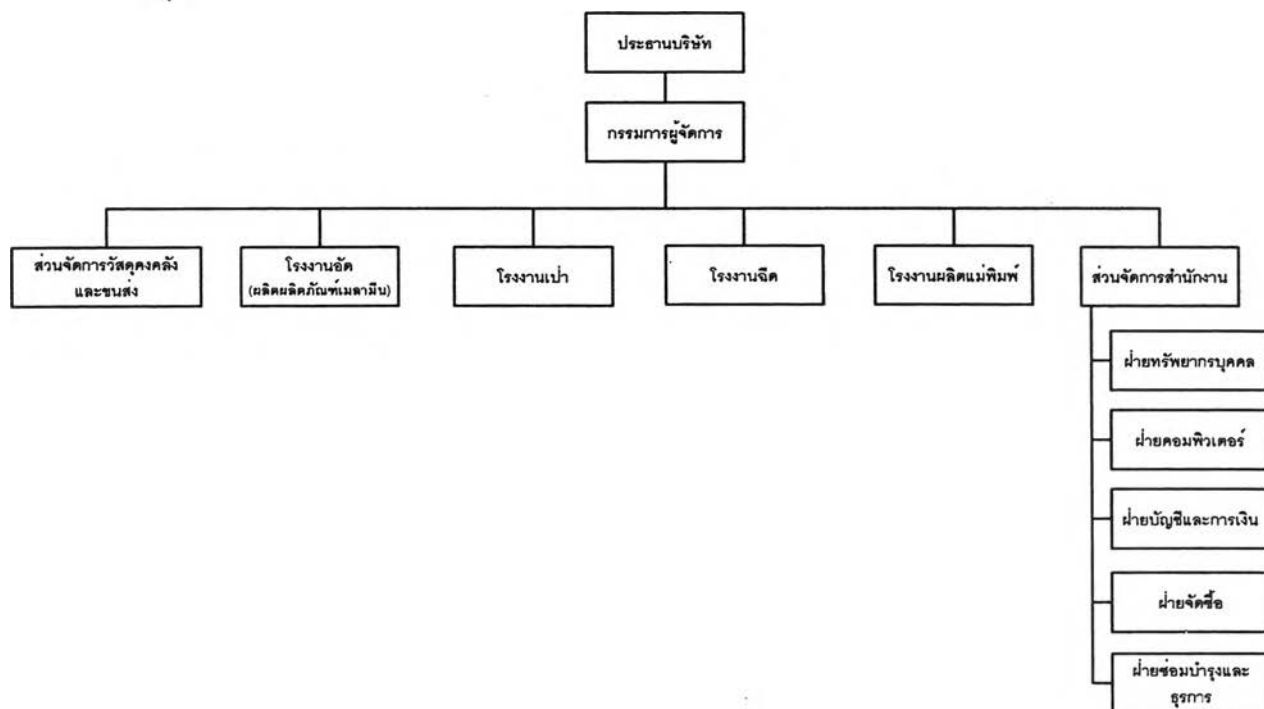 ประธานบริษัท
กรรมการผู้จัดการ
ส่วนจัดการวัสดุคงคลัง
และขนส่ง
โรงงานอัด
(ผลิตผลิตภัณฑ์เมลามีน)
โรงงานเป่า
โรงงานฉีด
โรงงานผลิตแม่พิมพ์
ส่วนจัดการสำนักงาน
ฝ่ายทรัพยากรบุคคล
ฝ่ายคอมพิวเตอร์
ฝ่ายบัญชีและการเงิน
ฝ่ายจัดซื้อ
ฝ่ายซ่อมบำรุงและ
ธุรการ